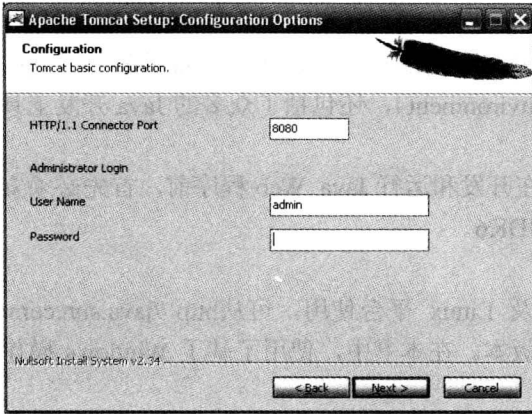 Apache Tomcat Setup: Configuration Options
Configuration
Tomcat basic configuration.
HTTP/1.1 Connector Port
8080
Administrator Login
User Name
admin
Password
Nullsoft Install System v2.34
< Back
Next >
Cancel